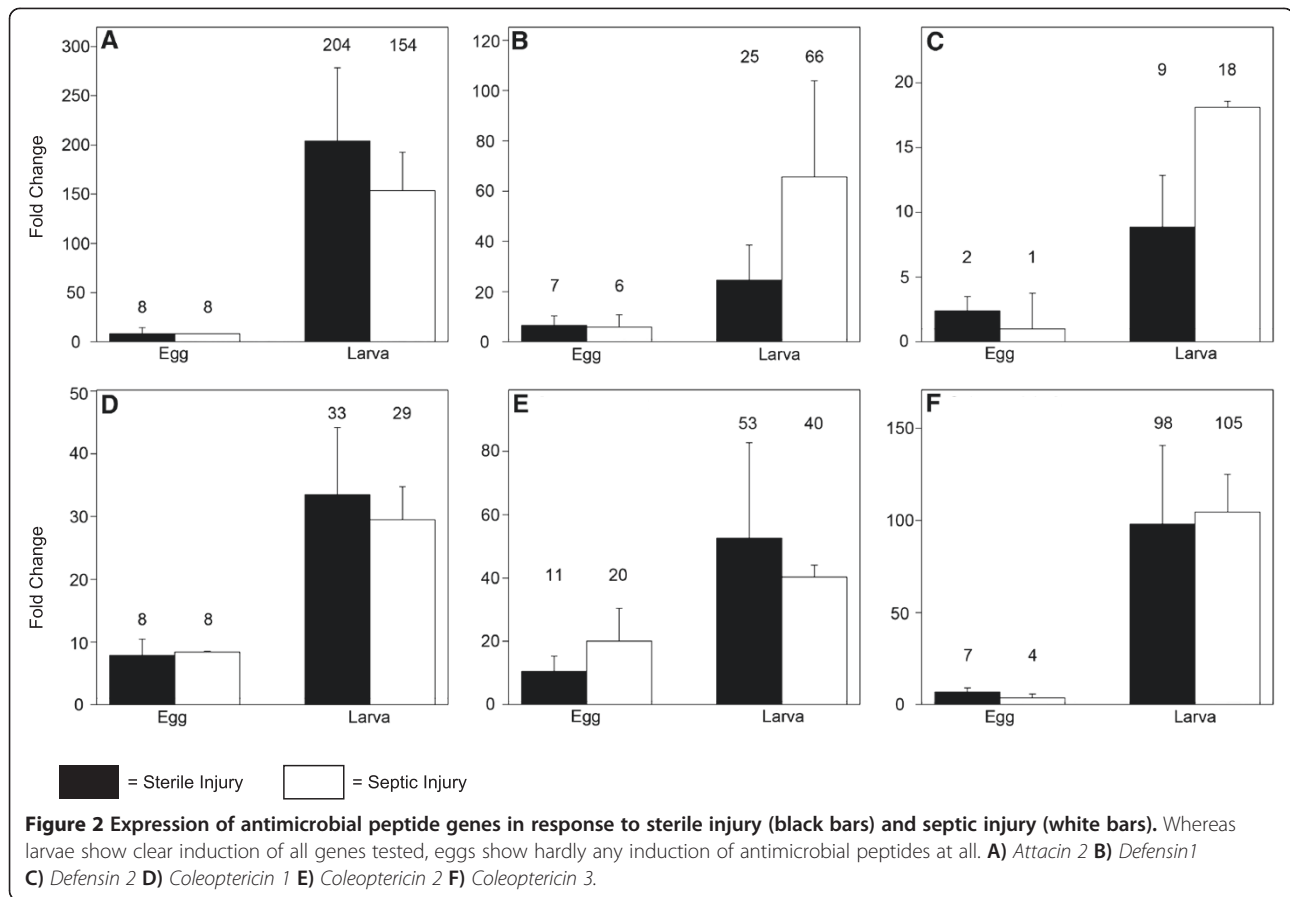 A
204 154
300
250
200
150
100
50
0
8 8
Egg Larva
Fold Change
B
25 66
120
100
80
60
40
20
0
7 6
Egg Larva
C
9 18
20
15
10
5
0
2 1
Egg Larva
D
33 29
50
40
30
20
10
0
8 8
Egg Larva
Fold Change
E
53 40
80
60
40
20
0
11 20
Egg Larva
F
98 105
150
100
50
0
7 4
Egg Larva
= Sterile Injury = Septic Injury
Figure 2 Expression of antimicrobial peptide genes in response to sterile injury (black bars) and septic injury (white bars). Whereas
larvae show clear induction of all genes tested, eggs show hardly any induction of antimicrobial peptides at all. A) Attacin 2 B) Defensin1
C) Defensin 2 D) Coleoptericin 1 E) Coleoptericin 2 F) Coleoptericin 3.